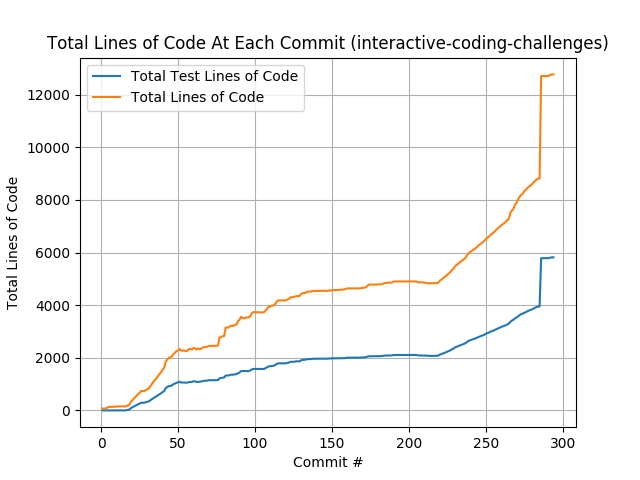 Total Lines of Code At Each Commit (interactive-coding-challenges)
Total Test Lines of Code
Total Lines of Code
Total Lines of Code
12000
10000
8000
6000
4000
2000
0
0 50 100 150 200 250 300
Commit #